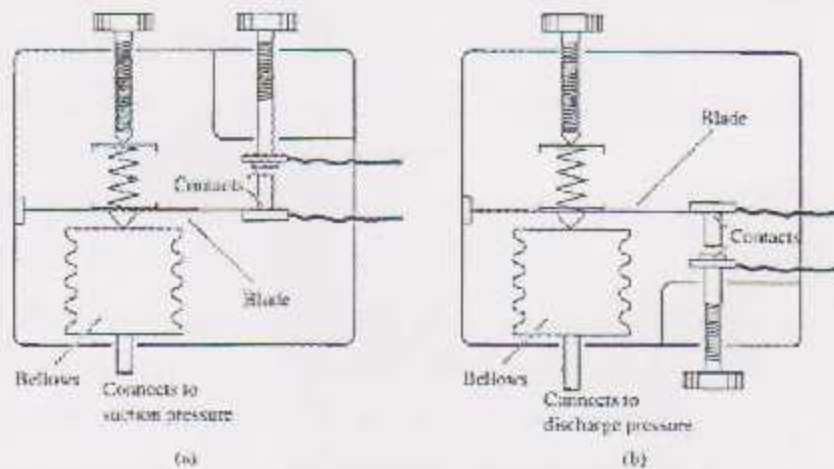 Contacts
Blade
Bellows
Connects to
suction pressure
(a)
Blade
Contacts
Bellows
Connects to
discharge pressure
(b)